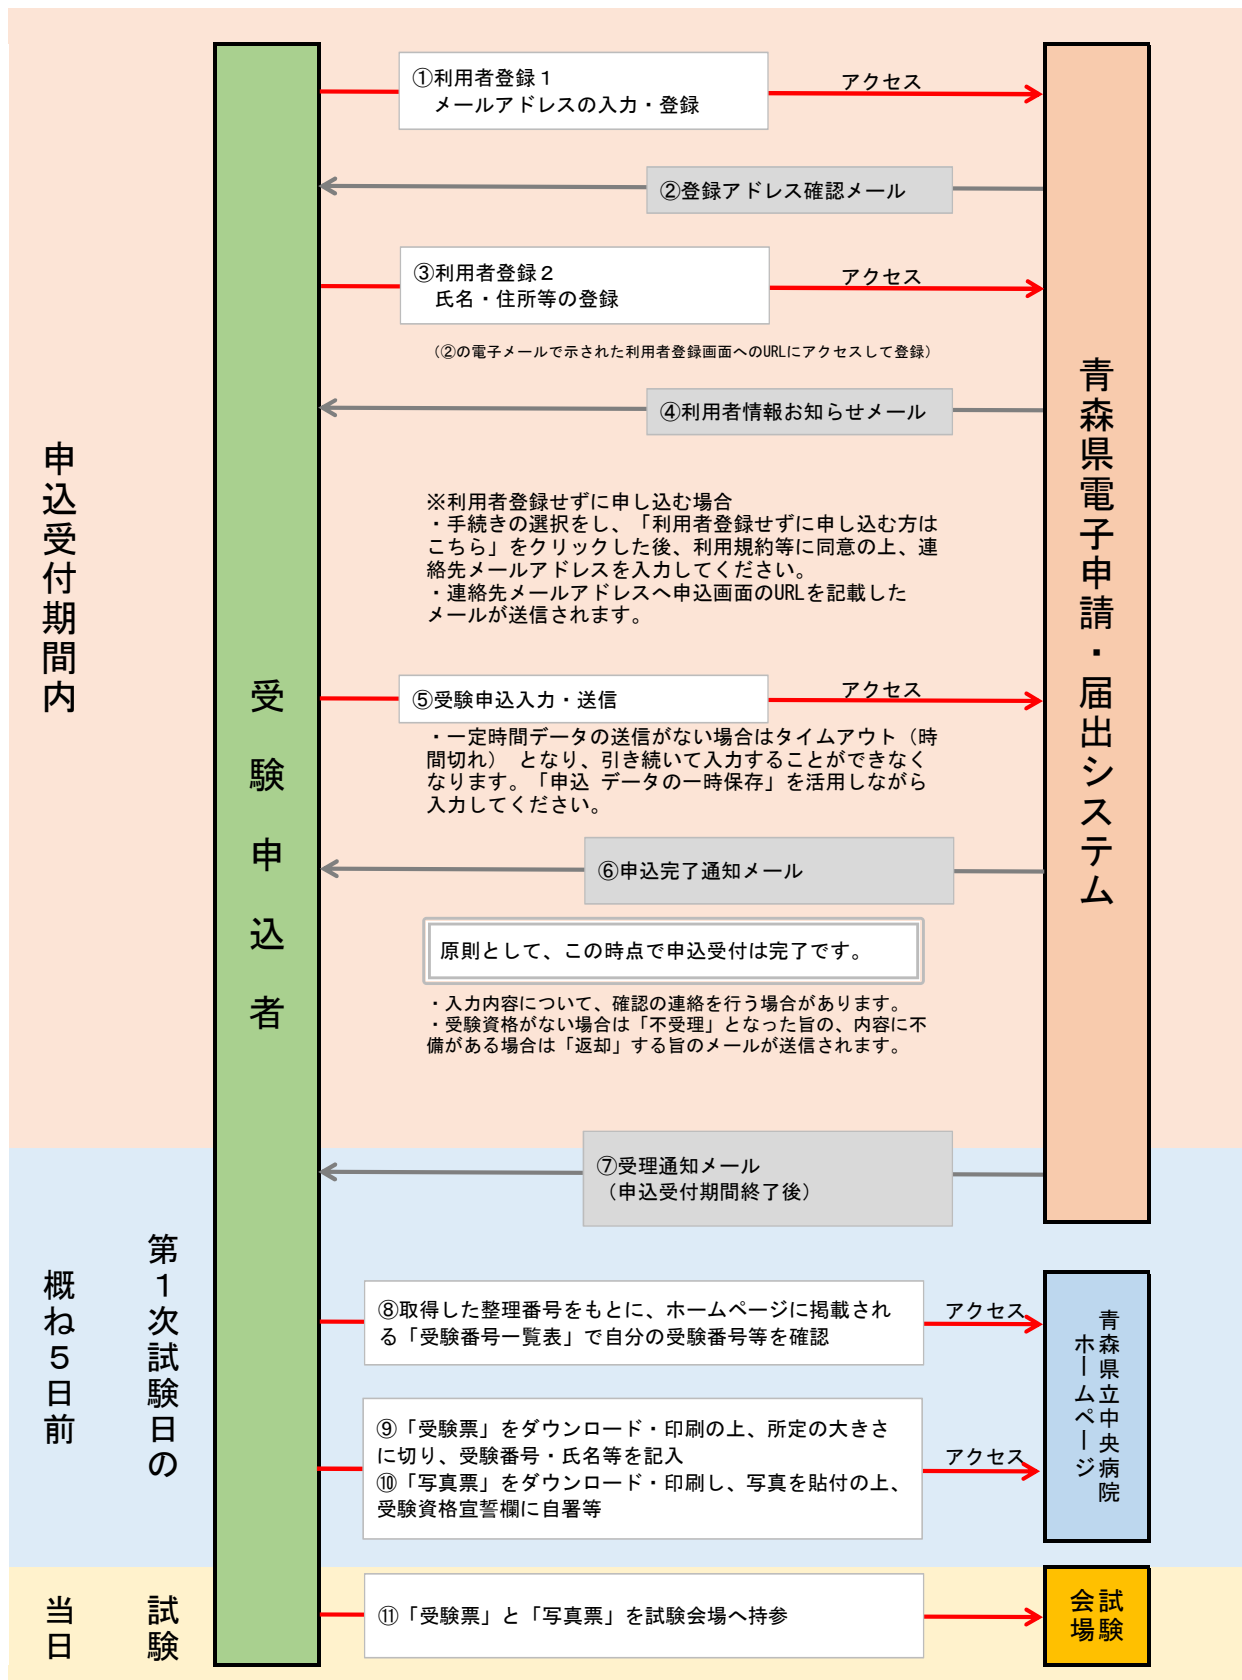 申込受付期間内
受験申込者
青森県電子申請・届出システム
①利用者登録１
メールアドレスの入力・登録
アクセス
②登録アドレス確認メール
③利用者登録２
氏名・住所等の登録
アクセス
（②の電子メールで示された利用者登録画面へのURLにアクセスして登録）
④利用者情報お知らせメール
※利用者登録せずに申し込む場合
・手続きの選択をし、「利用者登録せずに申し込む方は
こちら」をクリックした後、利用規約等に同意の上、連
絡先メールアドレスを入力してください。
・連絡先メールアドレスへ申込画面のURLを記載した
メールが送信されます。
⑤受験申込入力・送信
アクセス
・一定時間データの送信がない場合はタイムアウト（時
間切れ） となり、引き続いて入力することができなく
なります。「申込 データの一時保存」を活用しながら
入力してください。
⑥申込完了通知メール
原則として、この時点で申込受付は完了です。
・入力内容について、確認の連絡を行う場合があります。
・受験資格がない場合は「不受理」となった旨の、内容に不
備がある場合は「返却」する旨のメールが送信されます。
⑦受理通知メール
（申込受付期間終了後）
第１次試験日の
概ね５日前
⑧取得した整理番号をもとに、ホームページに掲載され
る「受験番号一覧表」で自分の受験番号等を確認
アクセス
青森県立中央病院
ホームページ
⑨「受験票」をダウンロード・印刷の上、所定の大きさ
に切り、受験番号・氏名等を記入
⑩「写真票」をダウンロード・印刷し、写真を貼付の上、
受験資格宣誓欄に自署等
アクセス
試験
当日
⑪「受験票」と「写真票」を試験会場へ持参
試験
会場